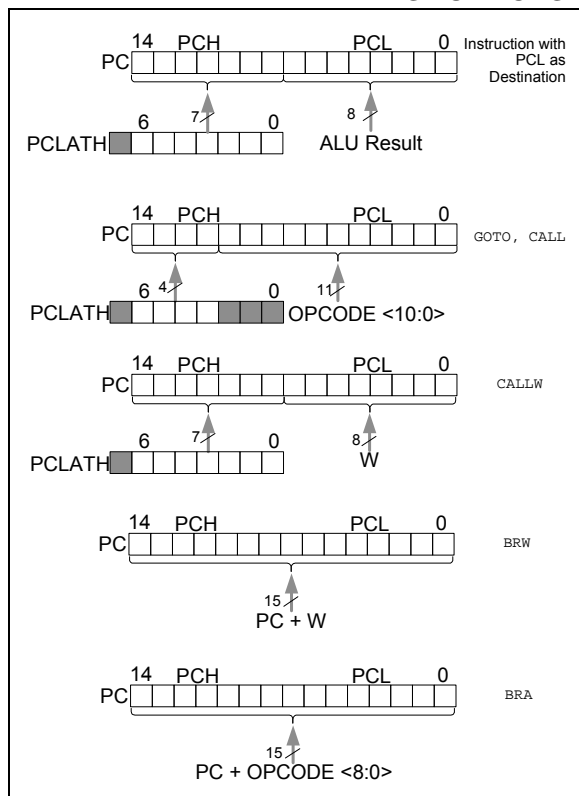 14 PCH PCL 0 Instruction with
PC PCL as
Destination
7 8
6 0
PCLATH ALU Result
14 PCH PCL 0
PC GOTO, CALL
4 11
6 0
PCLATH OPCODE <10:0>
14 PCH PCL 0
PC CALLW
7 8
6 0 W
PCLATH
14 PCH PCL 0
PC BRW
15
PC + W
14 PCH PCL 0
PC BRA
15
PC + OPCODE <8:0>